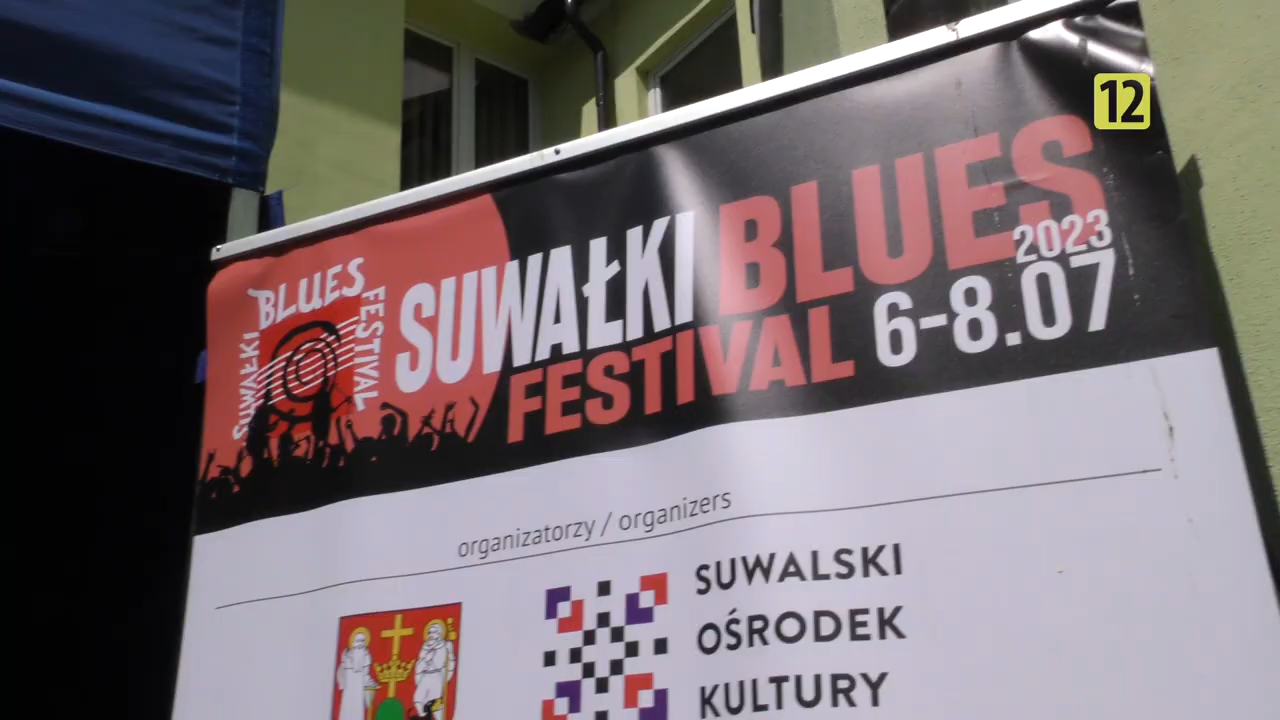 12
SUWAŁKI BLUES
FESTIVAL
2023
6-8.07
SUWAŁKI
BLUES
FESTIVAL
organizatorzy / organizers
SUWALSKI
OŚRODEK
KULTURY